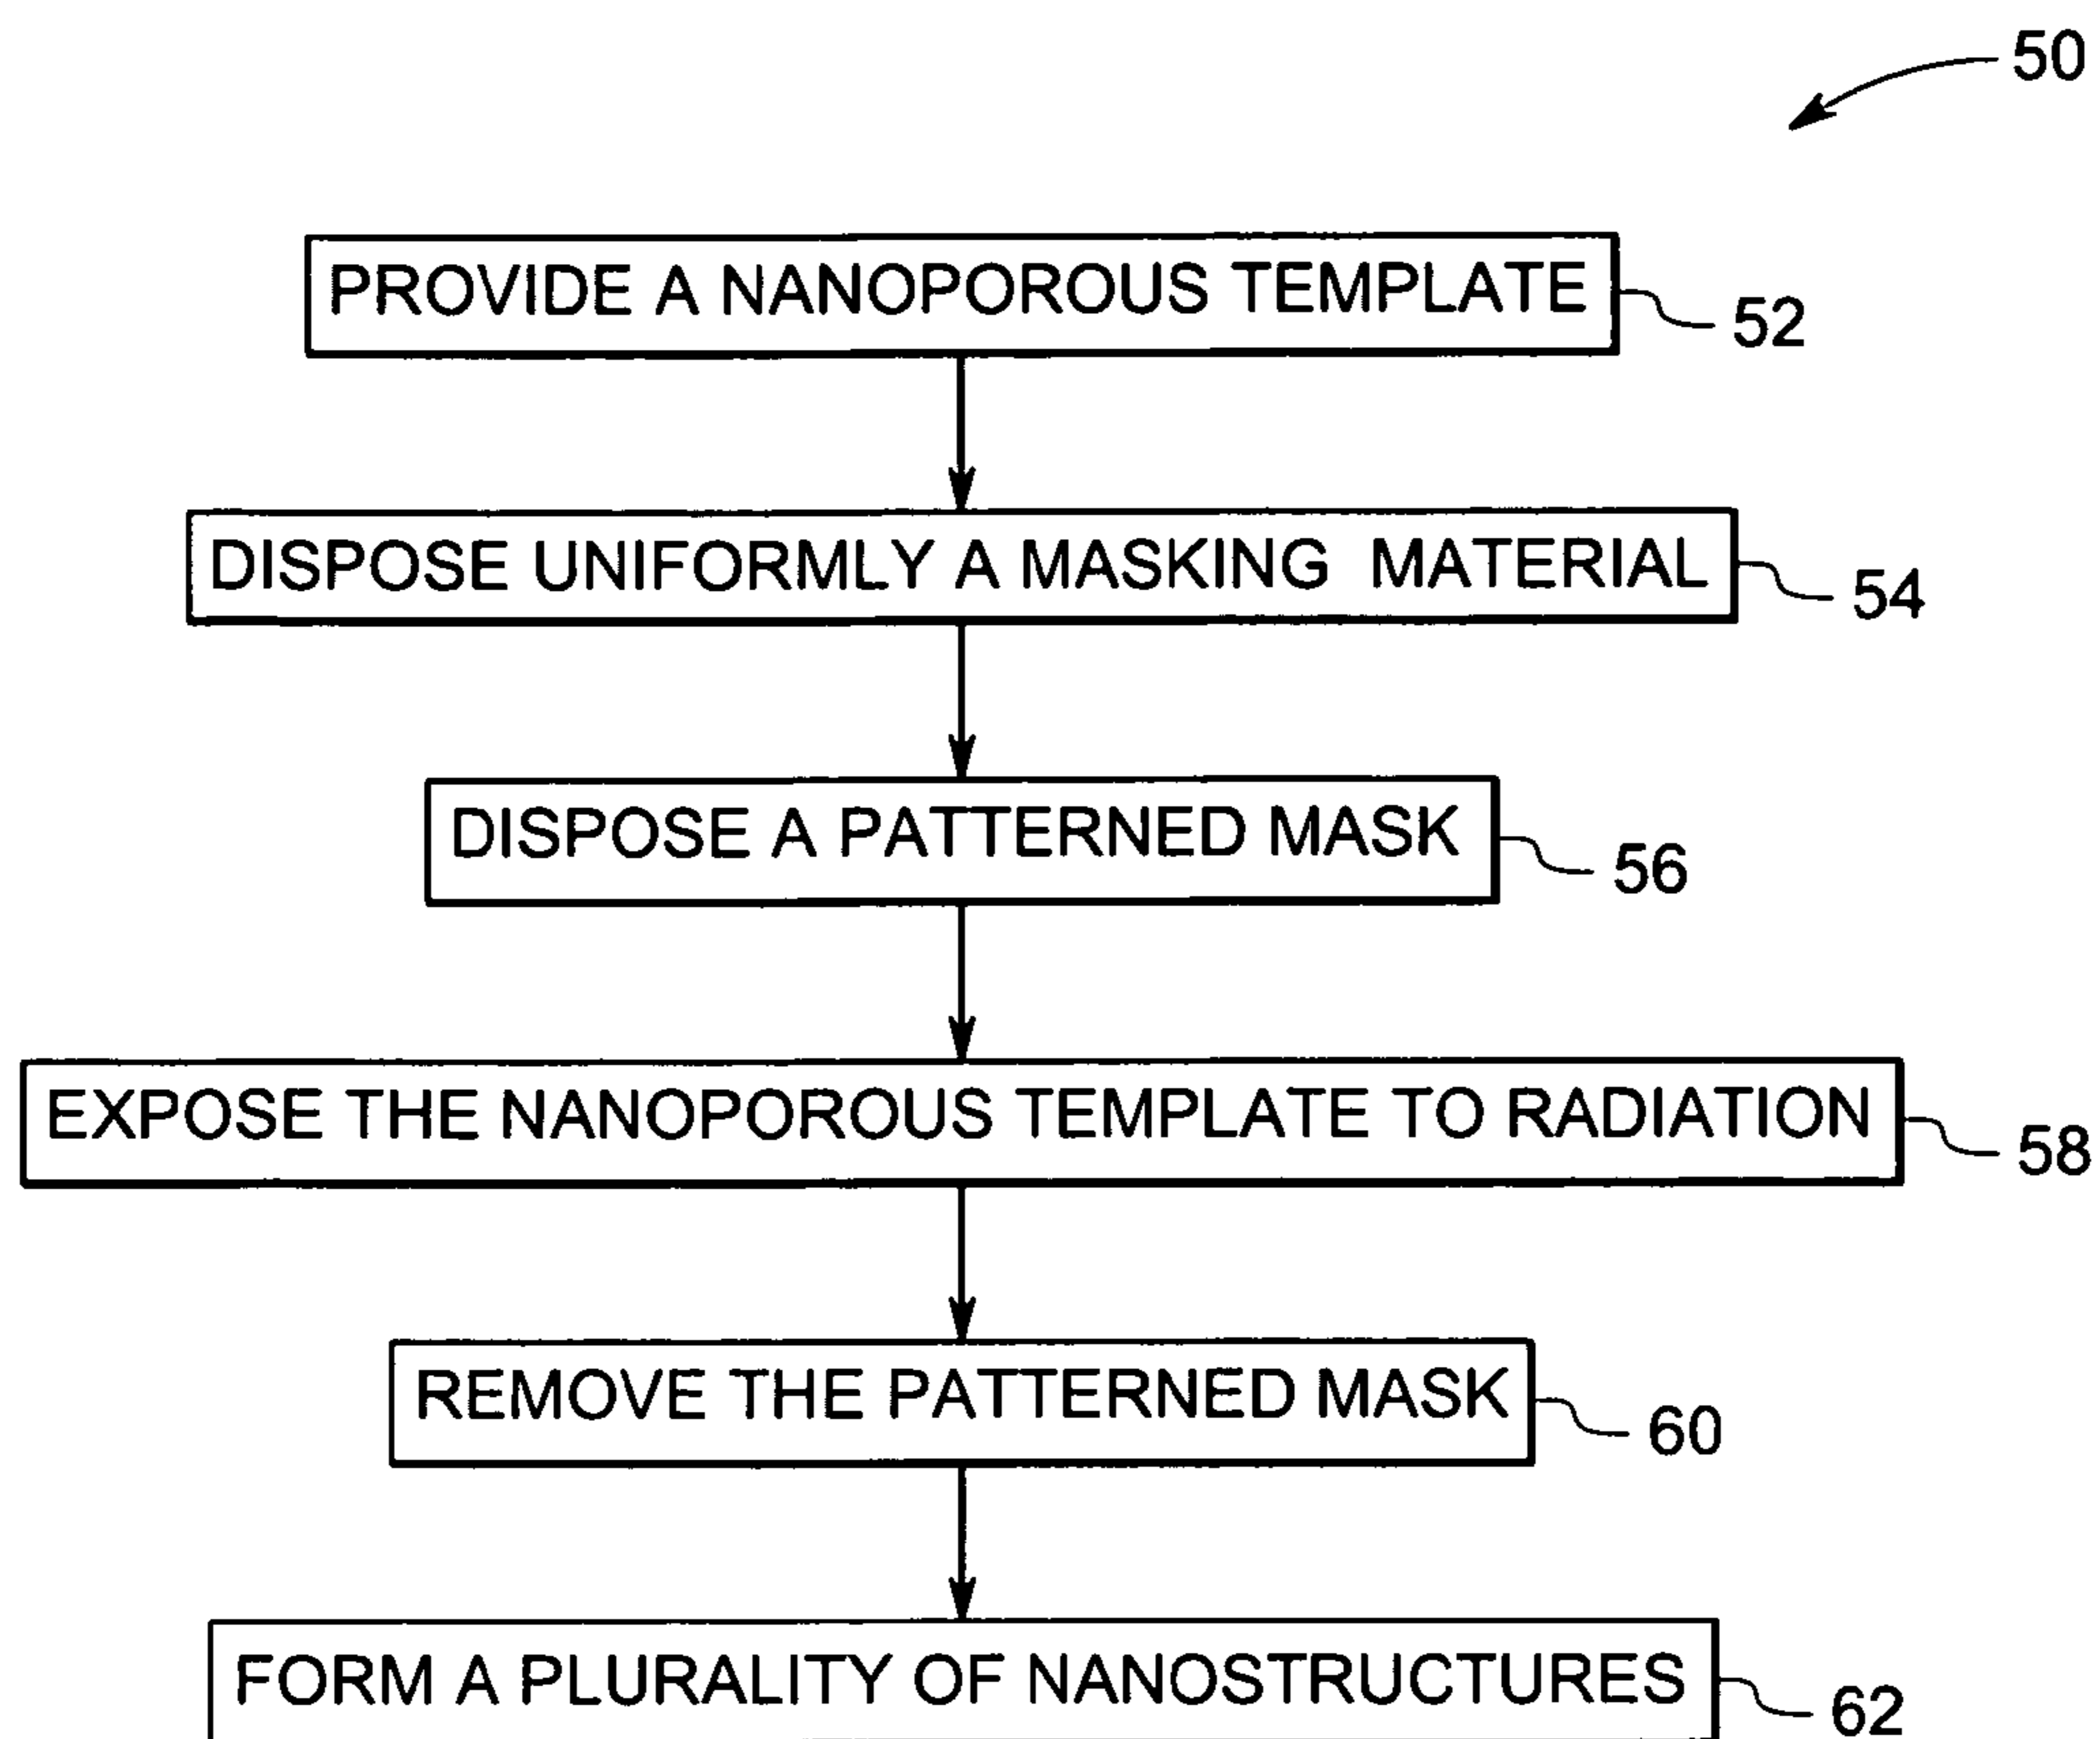 50
PROVIDE A NANOPOROUS TEMPLATE
52
DISPOSE UNIFORMLY A MASKING MATERIAL
54
DISPOSE A PATTERNED MASK
56
EXPOSE THE NANOPOROUS TEMPLATE TO RADIATION
58
REMOVE THE PATTERNED MASK
60
FORM A PLURALITY OF NANOSTRUCTURES
62